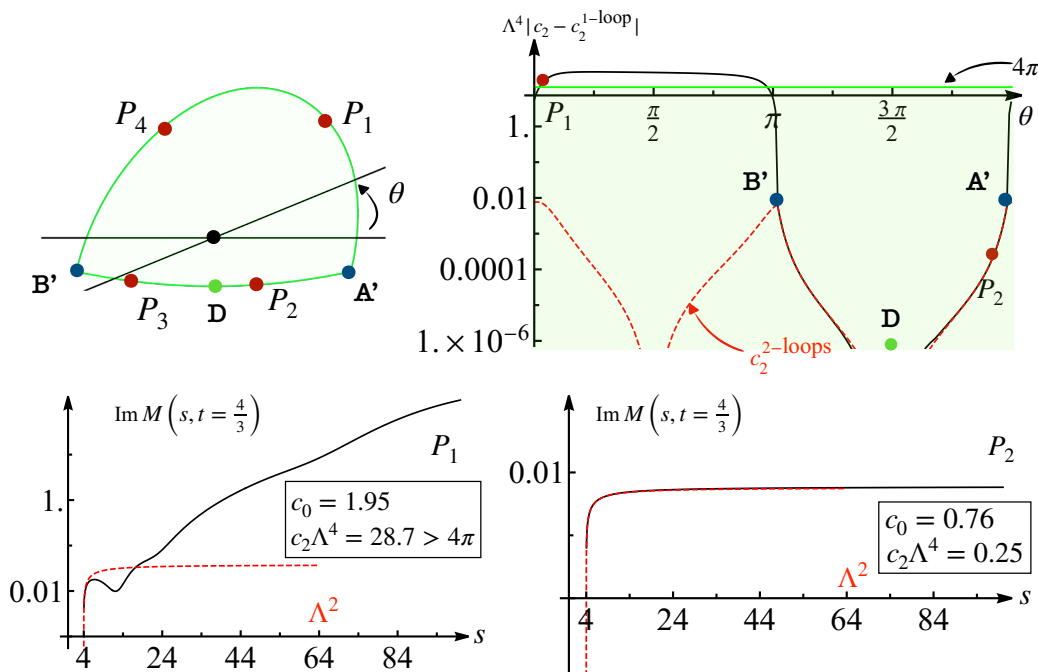 P₄
P₁
θ
B'
P₃
D
P₂
A'
Λ⁴|c₂ − c₂^{1−loop}|
4π
P₁
π/2
π
3π/2
θ
1.
0.01
0.0001
1.×10⁻⁶
B'
A'
P₂
D
c₂^{2−loops}
Im M(s, t = 4/3)
P₁
1.
0.01
c₀ = 1.95
c₂Λ⁴ = 28.7 > 4π
Λ²
4 24 44 64 84
s
Im M(s, t = 4/3)
P₂
0.01
c₀ = 0.76
c₂Λ⁴ = 0.25
Λ²
s
4 24 44 64 84